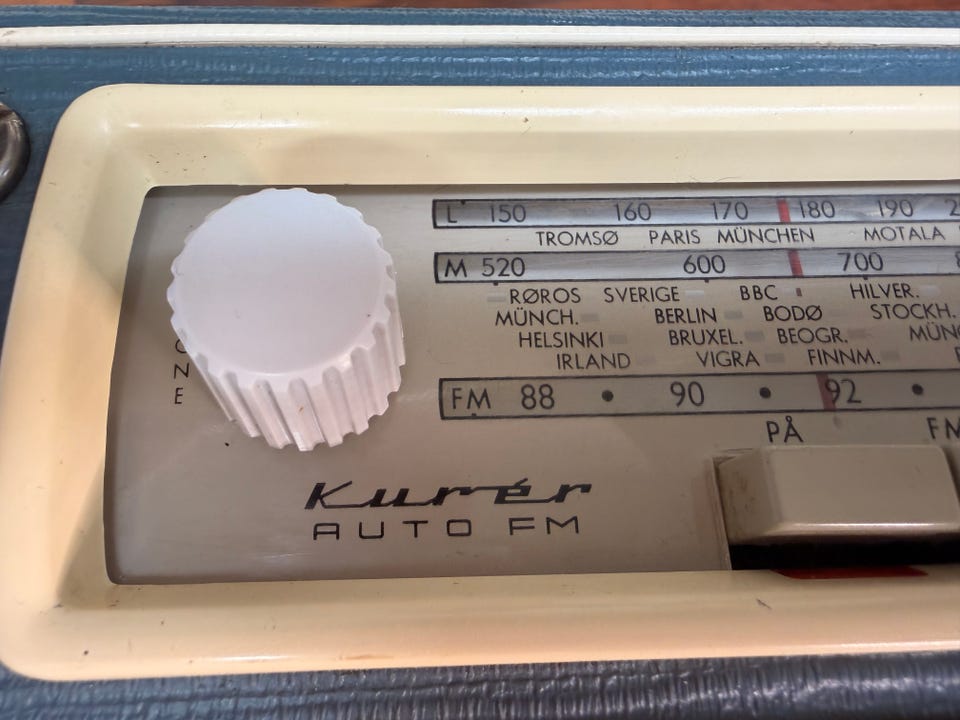 L 150 160 170 180 190
TROMSØ PARIS MÜNCHEN MOTALA
M 520 600 700
RØROS SVERIGE BBC HILVER.
MÜNCH. BERLIN BODØ STOCKH.
HELSINKI BRUXEL. BEOGR.
IRLAND VIGRA FINNM.
FM 88 90 92
PÅ FM
Kurér
AUTO FM